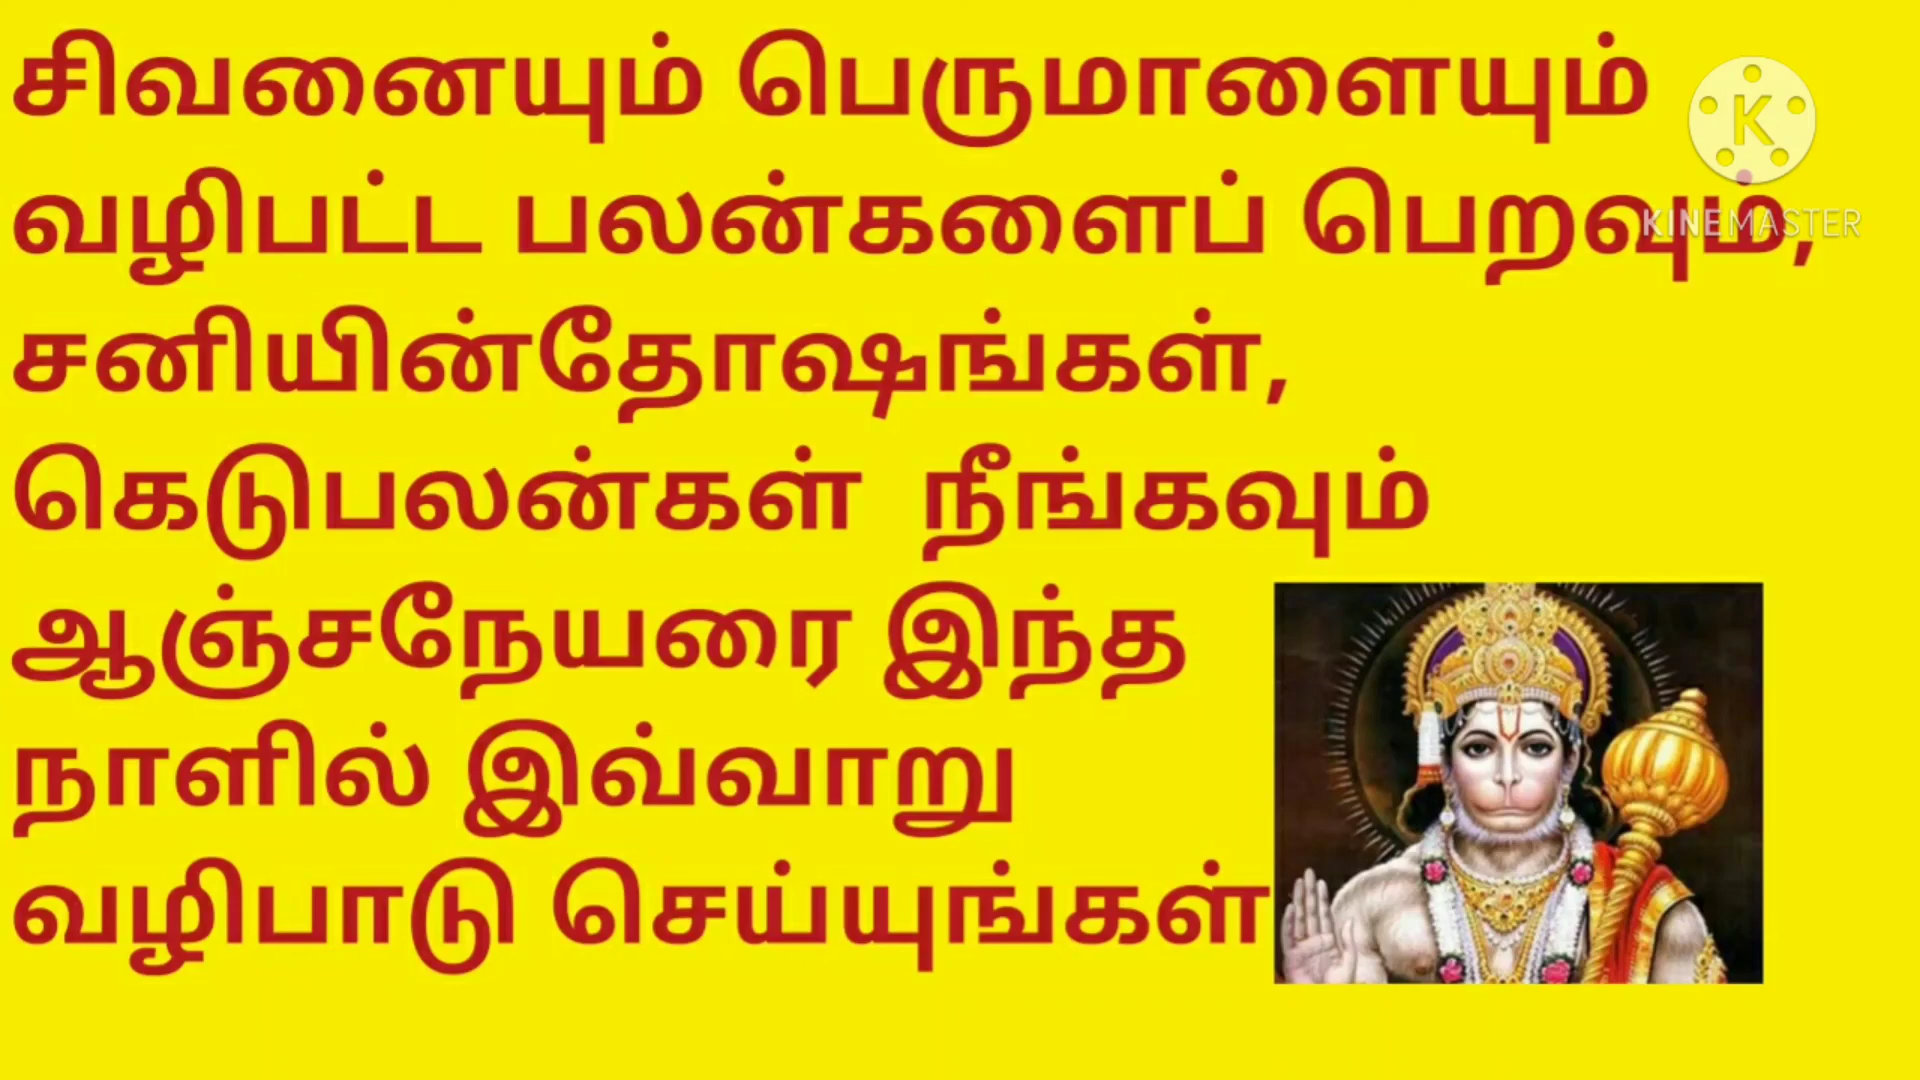 சிவனையும் பெருமாளையும்
வழிபட்ட பலன்களைப் பெறவும்,
சனியின்தோஷங்கள்,
கெடுபலன்கள் நீங்கவும்
ஆஞ்சநேயரை இந்த
நாளில் இவ்வாறு
வழிபாடு செய்யுங்கள்
K
KINEMASTER